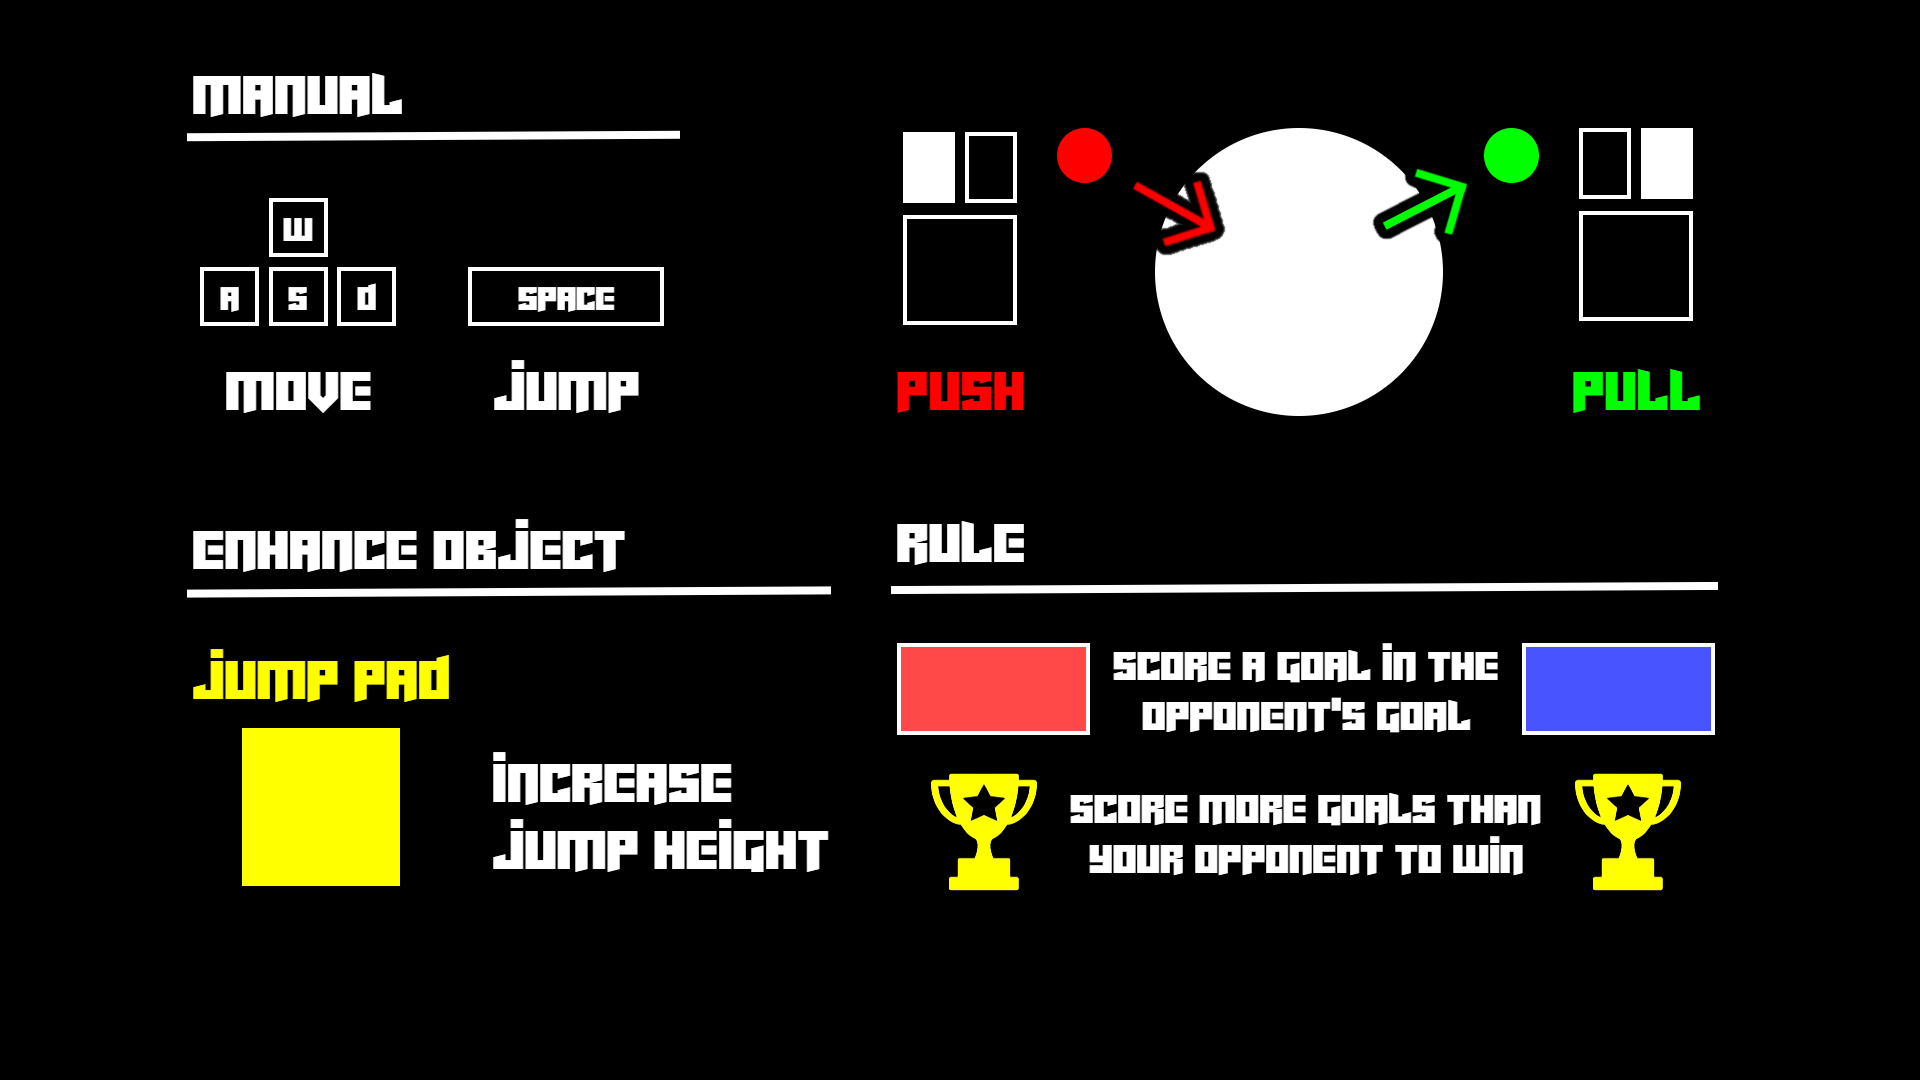 MANUAL
W
A S D
SPACE
MOVE
JUMP
PUSH
PULL
ENHANCE OBJECT
JUMP PAD
INCREASE
JUMP HEIGHT
RULE
SCORE A GOAL IN THE
OPPONENT'S GOAL
SCORE MORE GOALS THAN
YOUR OPPONENT TO WIN